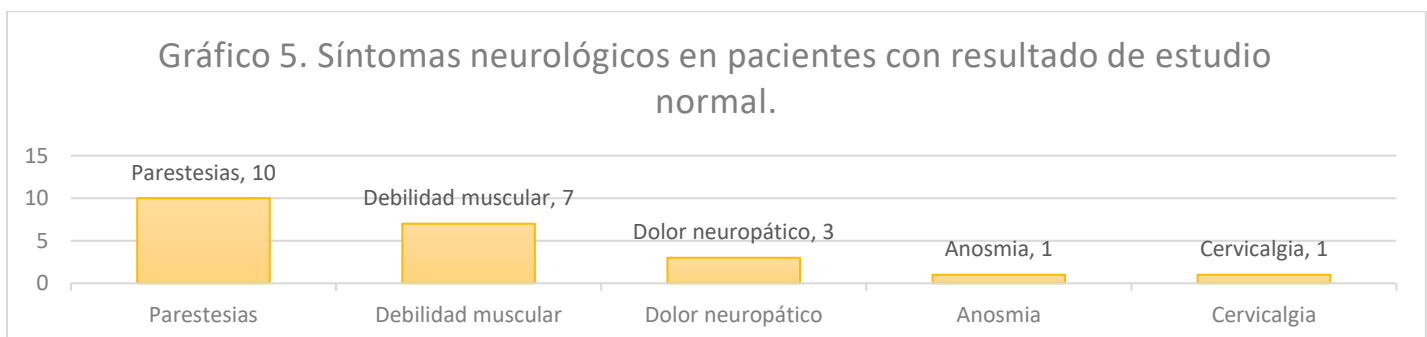 Gráfico 5. Síntomas neurológicos en pacientes con resultado de estudio
normal.
15
10
5
0
Parestesias, 10
Debilidad muscular, 7
Dolor neuropático, 3
Anosmia, 1
Cervicalgia, 1
Parestesias
Debilidad muscular
Dolor neuropático
Anosmia
Cervicalgia